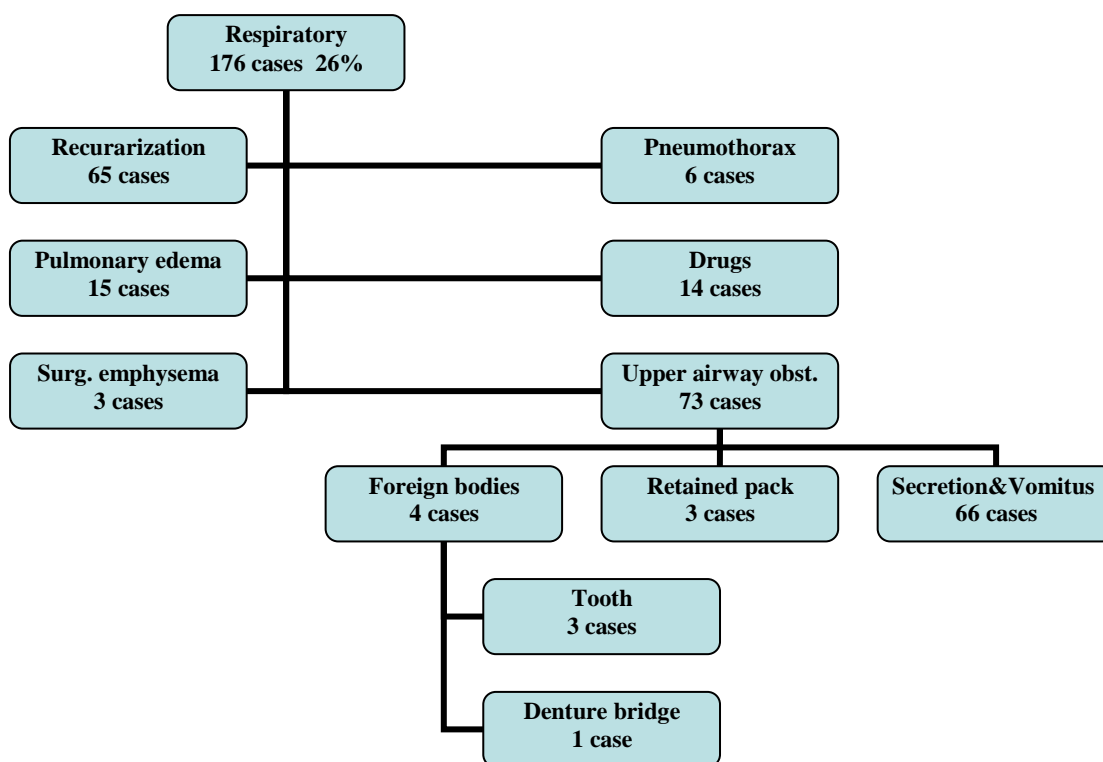 Respiratory
176 cases 26%
Recurarization
65 cases
Pneumothorax
6 cases
Pulmonary edema
15 cases
Drugs
14 cases
Surg. emphysema
3 cases
Upper airway obst.
73 cases
Foreign bodies
4 cases
Retained pack
3 cases
Secretion&Vomitus
66 cases
Tooth
3 cases
Denture bridge
1 case